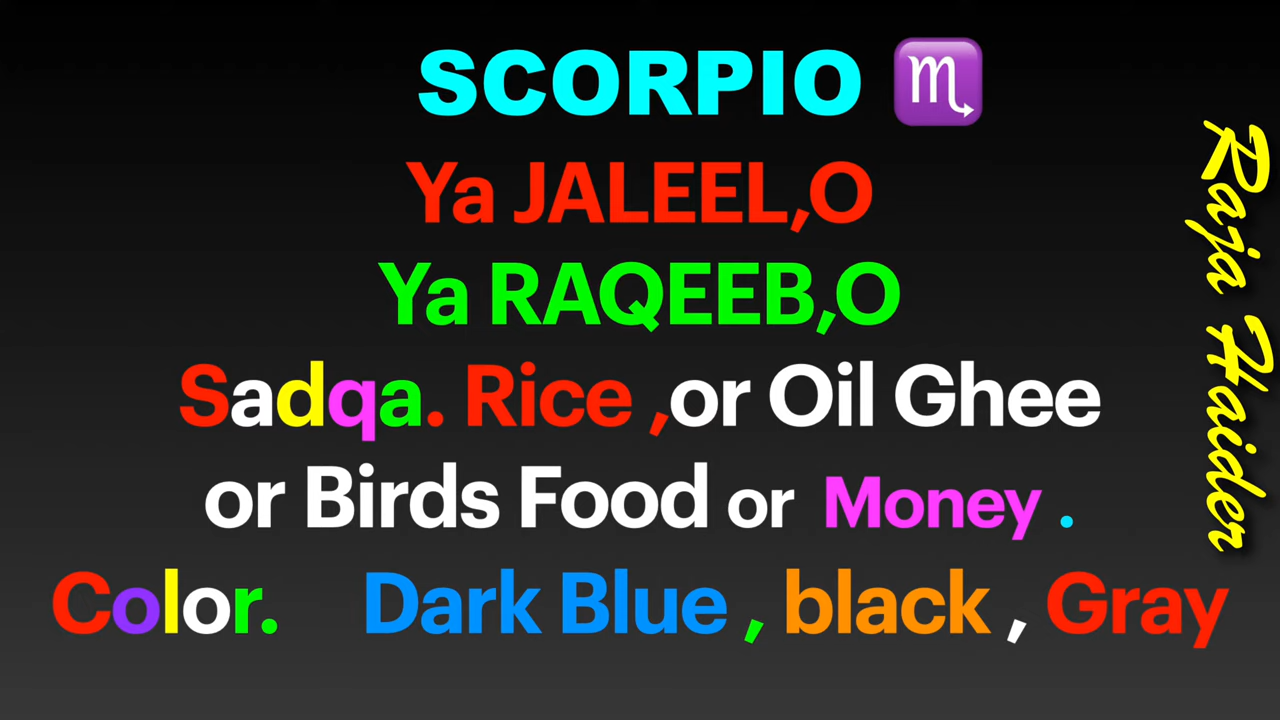 SCORPIO ♏
Ya JALEEL,O
Ya RAQEEB,O
Sadqa. Rice ,or Oil Ghee
or Birds Food or Money .
Color. Dark Blue , black , Gray
Raja Haider